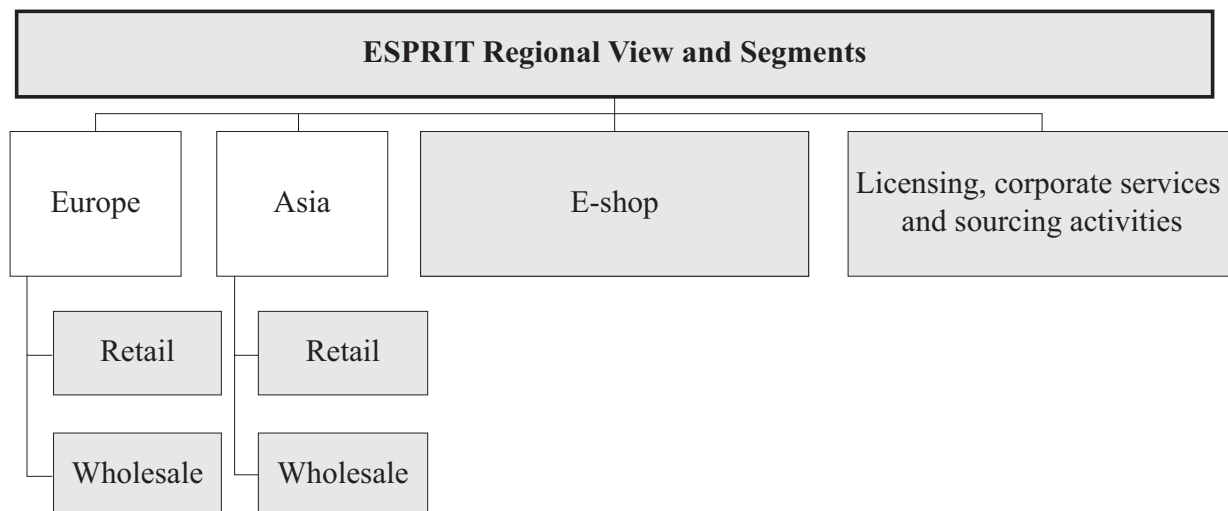 ESPRIT Regional View and Segments
Europe
Asia
E-shop
Licensing, corporate services
and sourcing activities
Retail
Retail
Wholesale
Wholesale